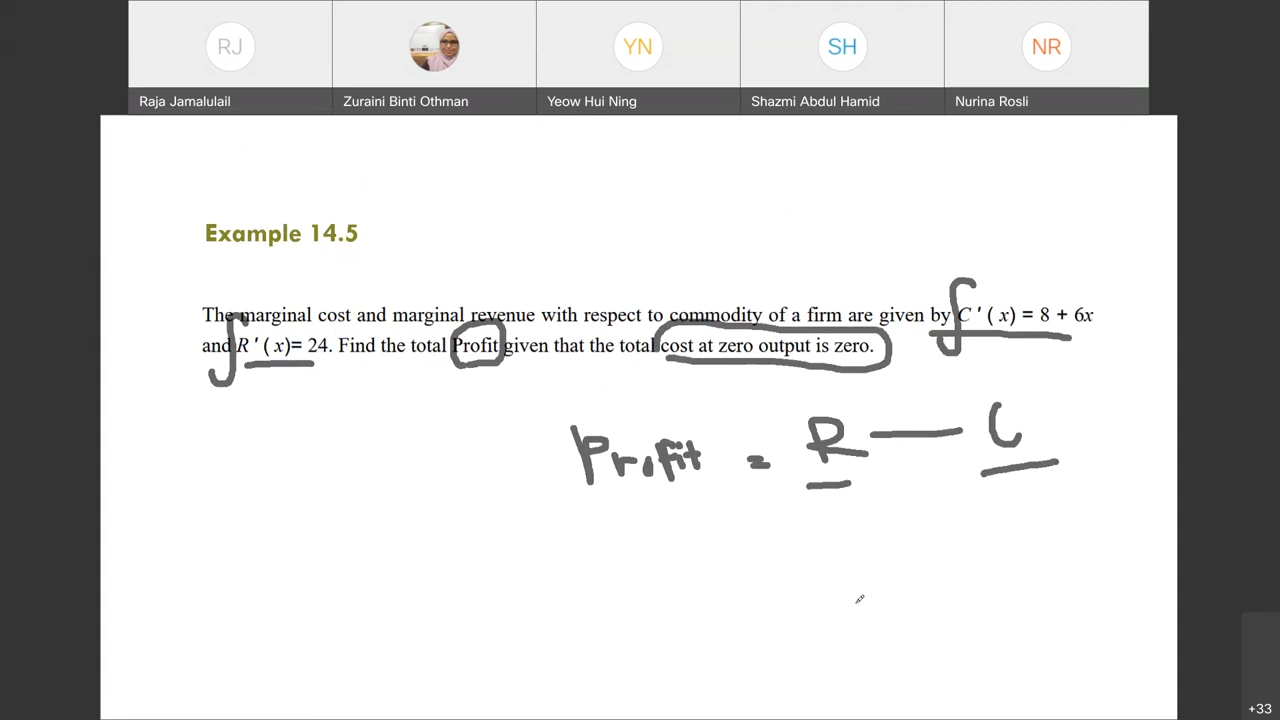 RJ YN SH NR
Raja Jamalulail Zuraini Binti Othman Yeow Hui Ning Shazmi Abdul Hamid Nurina Rosli
Example 14.5
The marginal cost and marginal revenue with respect to commodity of a firm are given by ∫ C ′ ( x) = 8 + 6x
and ∫ R ′ ( x)= 24. Find the total Profit given that the total cost at zero output is zero.
Profit = R — C
+33